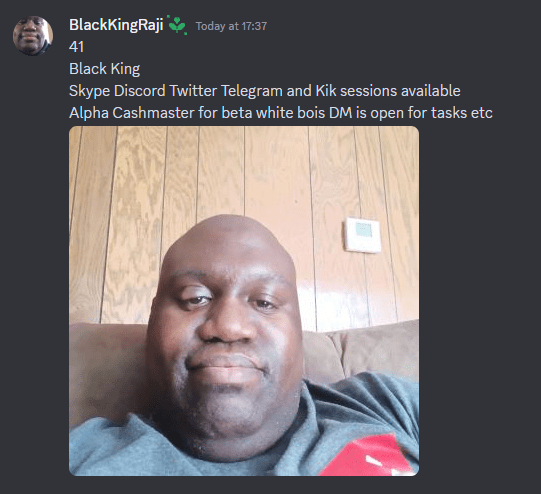 BlackKingRaji Today at 17:37
41
Black King
Skype Discord Twitter Telegram and Kik sessions available
Alpha Cashmaster for beta white bois DM is open for tasks etc